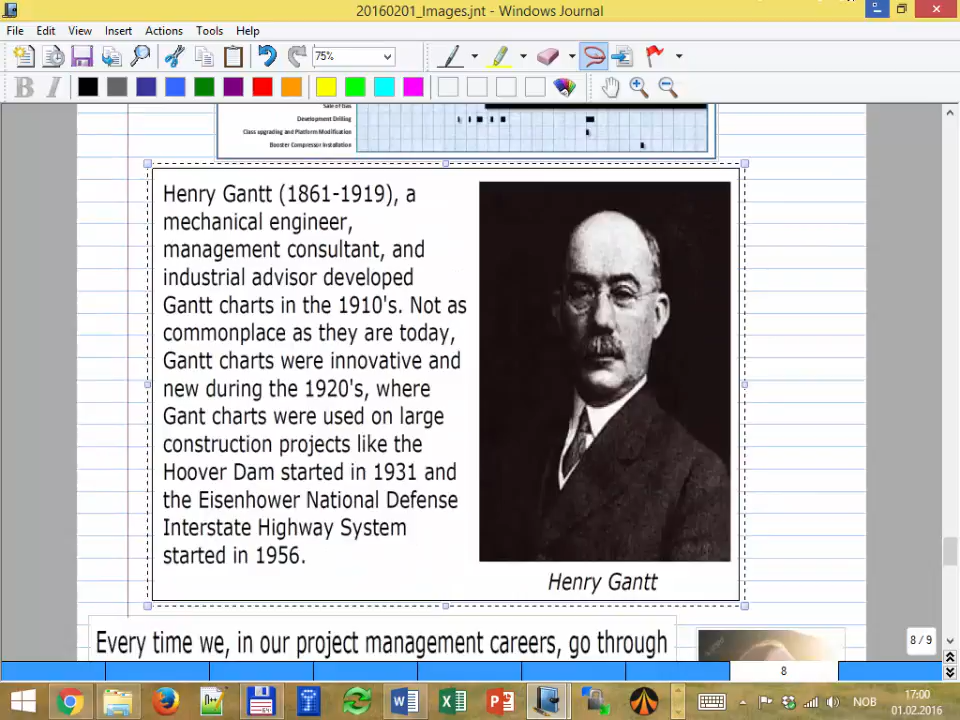 20160201_Images.jnt - Windows Journal
File Edit View Insert Actions Tools Help
75%
B I
Sale of Gas
Development Drilling
Class upgrading and Platform Modification
Booster Compressor Installation
Henry Gantt (1861-1919), a
mechanical engineer,
management consultant, and
industrial advisor developed
Gantt charts in the 1910's. Not as
commonplace as they are today,
Gantt charts were innovative and
new during the 1920's, where
Gant charts were used on large
construction projects like the
Hoover Dam started in 1931 and
the Eisenhower National Defense
Interstate Highway System
started in 1956.
Henry Gantt
Every time we, in our project management careers, go through
8 / 9
8
NOB
17:00
01.02.2016